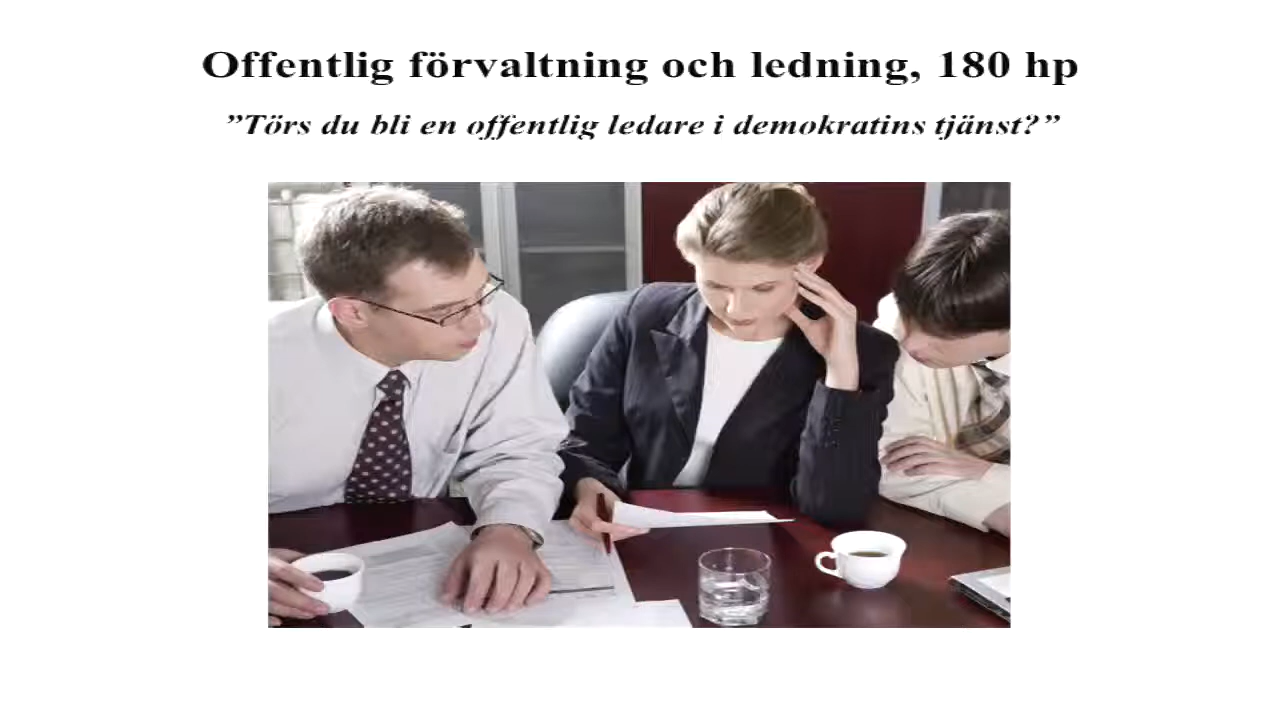 Offentlig förvaltning och ledning, 180 hp
”Törs du bli en offentlig ledare i demokratins tjänst?”